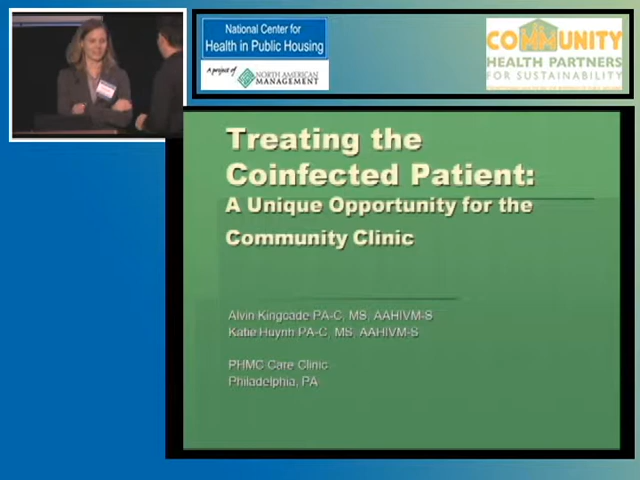 National Center for
Health in Public Housing
A project of
NORTH AMERICAN
MANAGEMENT
COMMUNITY
HEALTH PARTNERS
FOR SUSTAINABILITY
Treating the
Coinfected Patient:
A Unique Opportunity for the
Community Clinic
Alvin Kingcade PA-C, MS, AAHIVM-S
Katie Huynh PA-C, MS, AAHIVM-S
PHMC Care Clinic
Philadelphia, PA